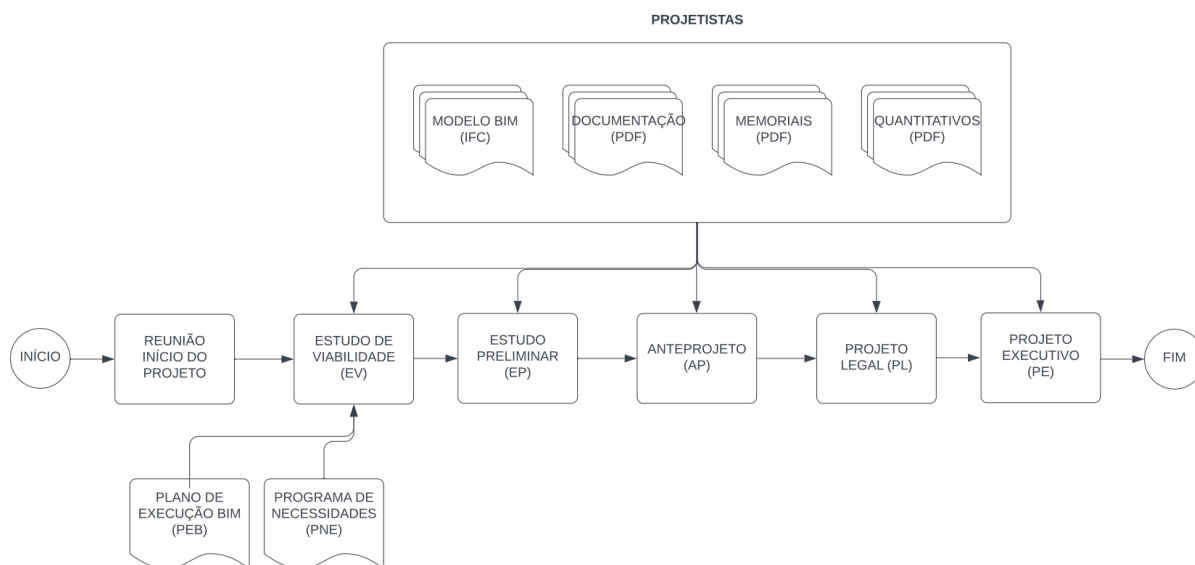 PROJETISTAS
MODELO BIM
(IFC)
DOCUMENTAÇÃO
(PDF)
MEMORIAIS
(PDF)
QUANTITATIVOS
(PDF)
INÍCIO
REUNIÃO
INÍCIO DO
PROJETO
ESTUDO DE
VIABILIDADE
(EV)
ESTUDO
PRELIMINAR
(EP)
ANTEPROJETO
(AP)
PROJETO
LEGAL (PL)
PROJETO
EXECUTIVO
(PE)
FIM
PLANO DE
EXECUÇÃO BIM
(PEB)
PROGRAMA DE
NECESSIDADES
(PNE)